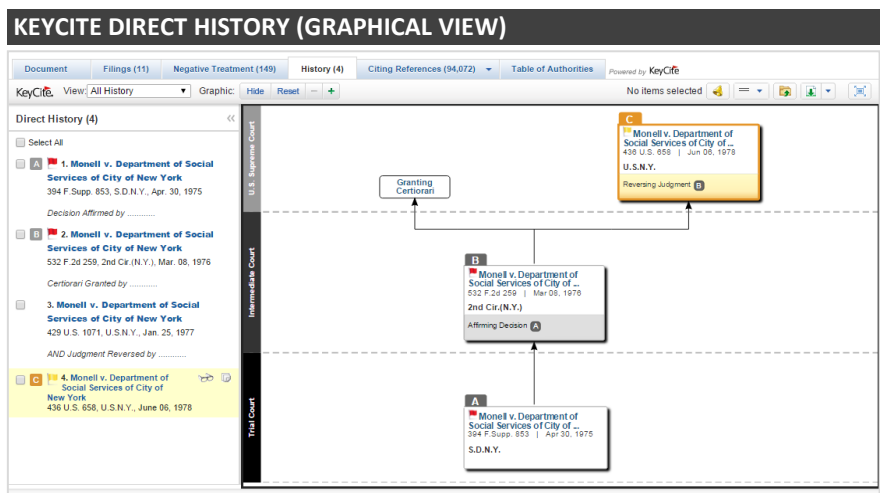 KEYCITE DIRECT HISTORY (GRAPHICAL VIEW)
Document Filings (11) Negative Treatment (149) History (4) Citing References (94,072) Table of Authorities Powered by KeyCite
KeyCite. View: All History Graphic: Hide Reset − + No items selected
Direct History (4)
Select All
A 1. Monell v. Department of Social
Services of City of New York
394 F.Supp. 853, S.D.N.Y., Apr. 30, 1975
Decision Affirmed by ............
B 2. Monell v. Department of Social
Services of City of New York
532 F.2d 259, 2nd Cir.(N.Y.), Mar. 08, 1976
Certiorari Granted by ............
3. Monell v. Department of Social
Services of City of New York
429 U.S. 1071, U.S.N.Y., Jan. 25, 1977
AND Judgment Reversed by ............
C 4. Monell v. Department of
Social Services of City of
New York
436 U.S. 658, U.S.N.Y., June 06, 1978
U.S. Supreme Court
Granting
Certiorari
C
Monell v. Department of
Social Services of City of ...
436 U.S. 658 | Jun 06, 1978
U.S.N.Y.
Reversing Judgment B
Intermediate Court
B
Monell v. Department of
Social Services of City of ...
532 F.2d 259 | Mar 08, 1976
2nd Cir.(N.Y.)
Affirming Decision A
Trial Court
A
Monell v. Department of
Social Services of City of ...
394 F.Supp. 853 | Apr 30, 1975
S.D.N.Y.